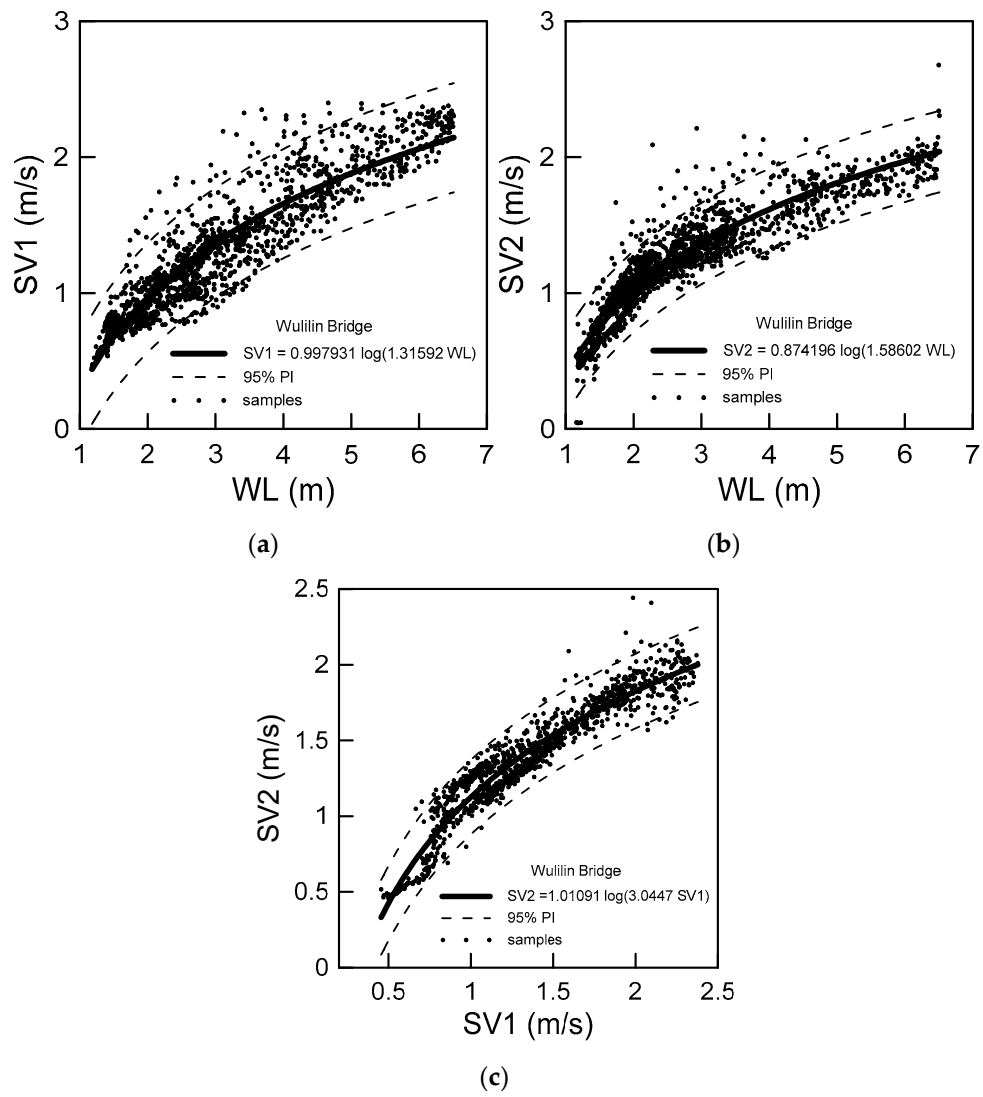 3
2
1
0
SV1 (m/s)
Wulilin Bridge
SV1 = 0.997931 log(1.31592 WL)
95% PI
samples
1 2 3 4 5 6 7
WL (m)
(a)
3
2
1
0
SV2 (m/s)
Wulilin Bridge
SV2 = 0.874196 log(1.58602 WL)
95% PI
samples
1 2 3 4 5 6 7
WL (m)
(b)
2.5
2
1.5
1
0.5
0
SV2 (m/s)
Wulilin Bridge
SV2 =1.01091 log(3.0447 SV1)
95% PI
samples
0.5 1 1.5 2 2.5
SV1 (m/s)
(c)